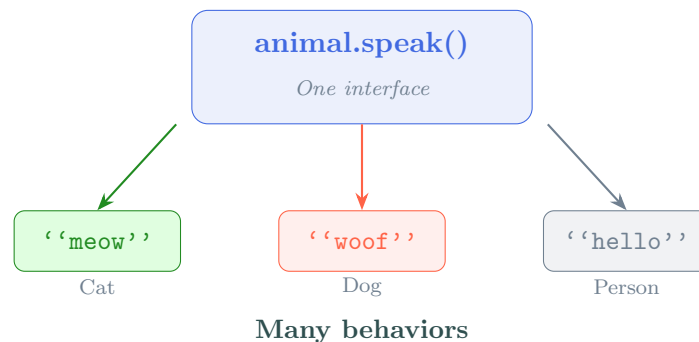 animal.speak()
One interface
‘‘meow’’
‘‘woof’’
‘‘hello’’
Cat
Dog
Person
Many behaviors